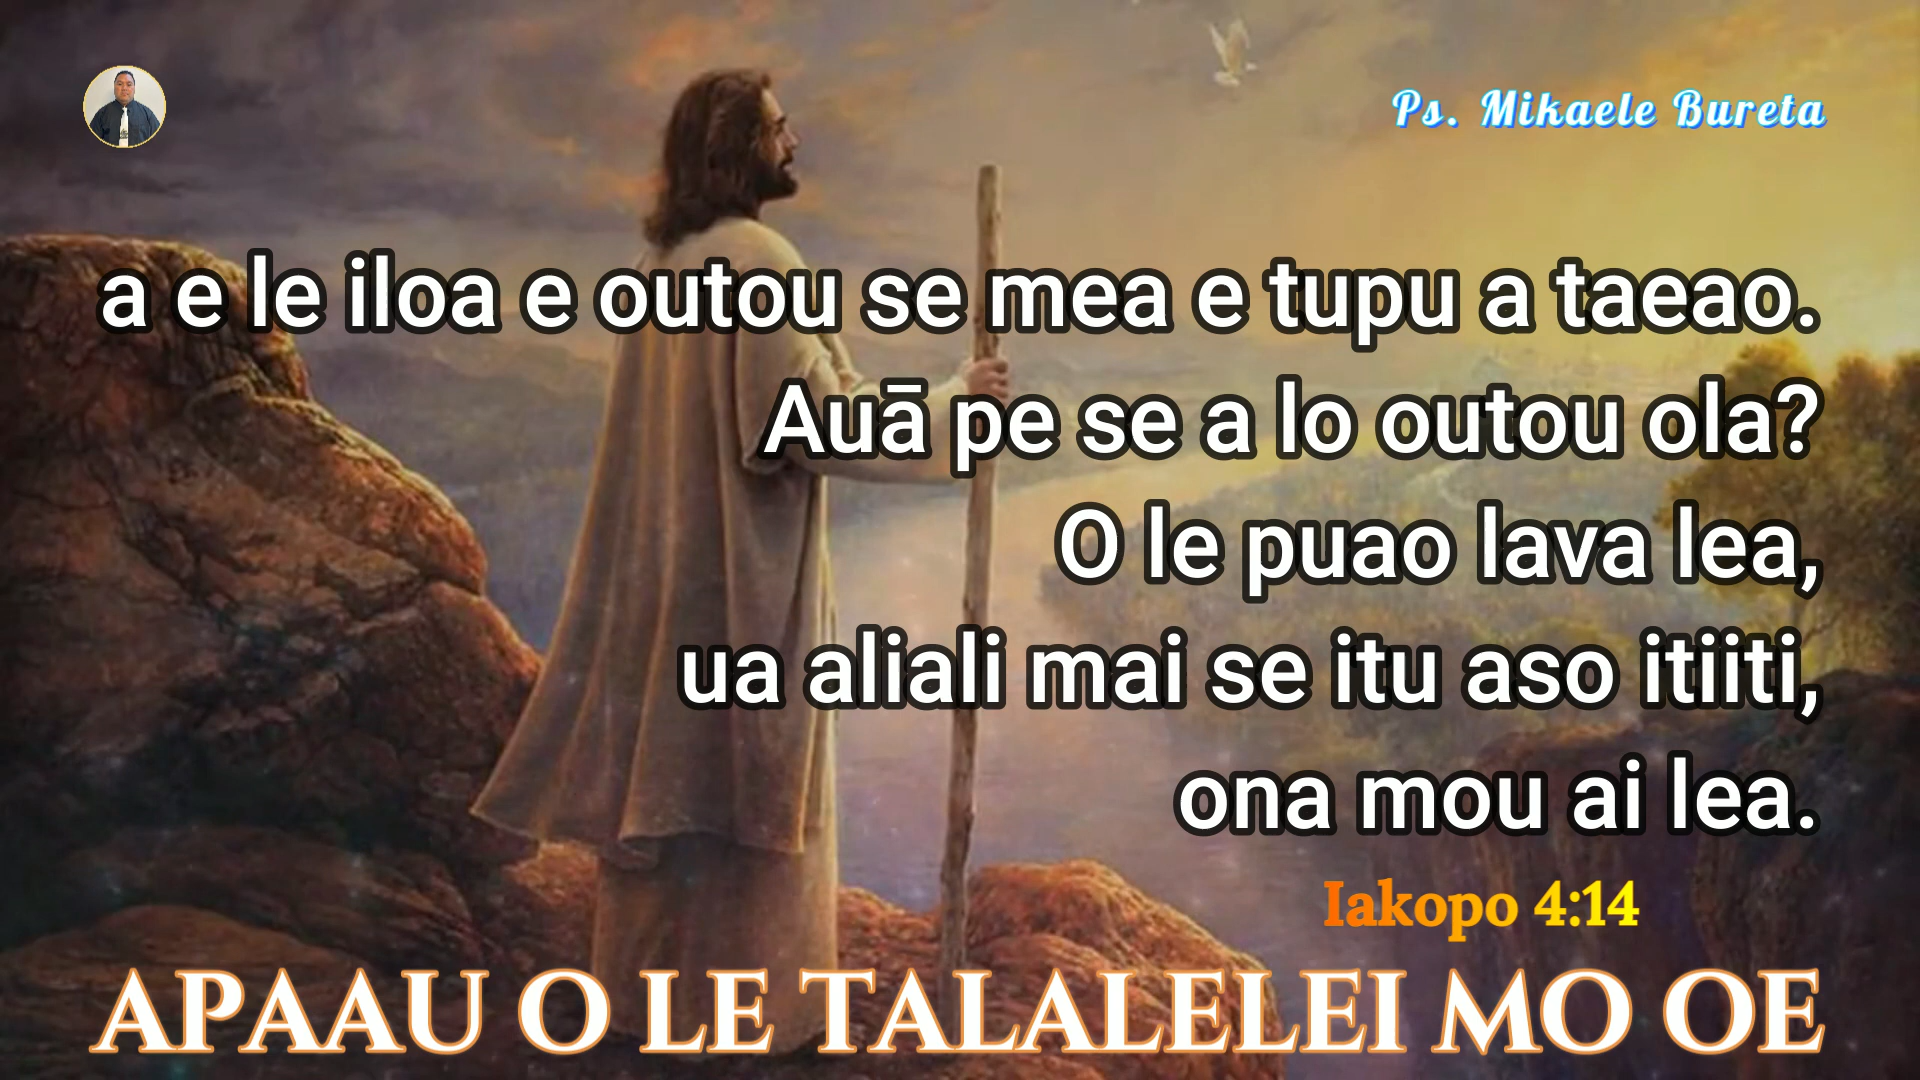 Ps. Mikaele Bureta
a e le iloa e outou se mea e tupu a taeao.
Auā pe se a lo outou ola?
O le puao lava lea,
ua aliali mai se itu aso itiiti,
ona mou ai lea.
Iakopo 4:14
APAAU O LE TALALELEI MO OE